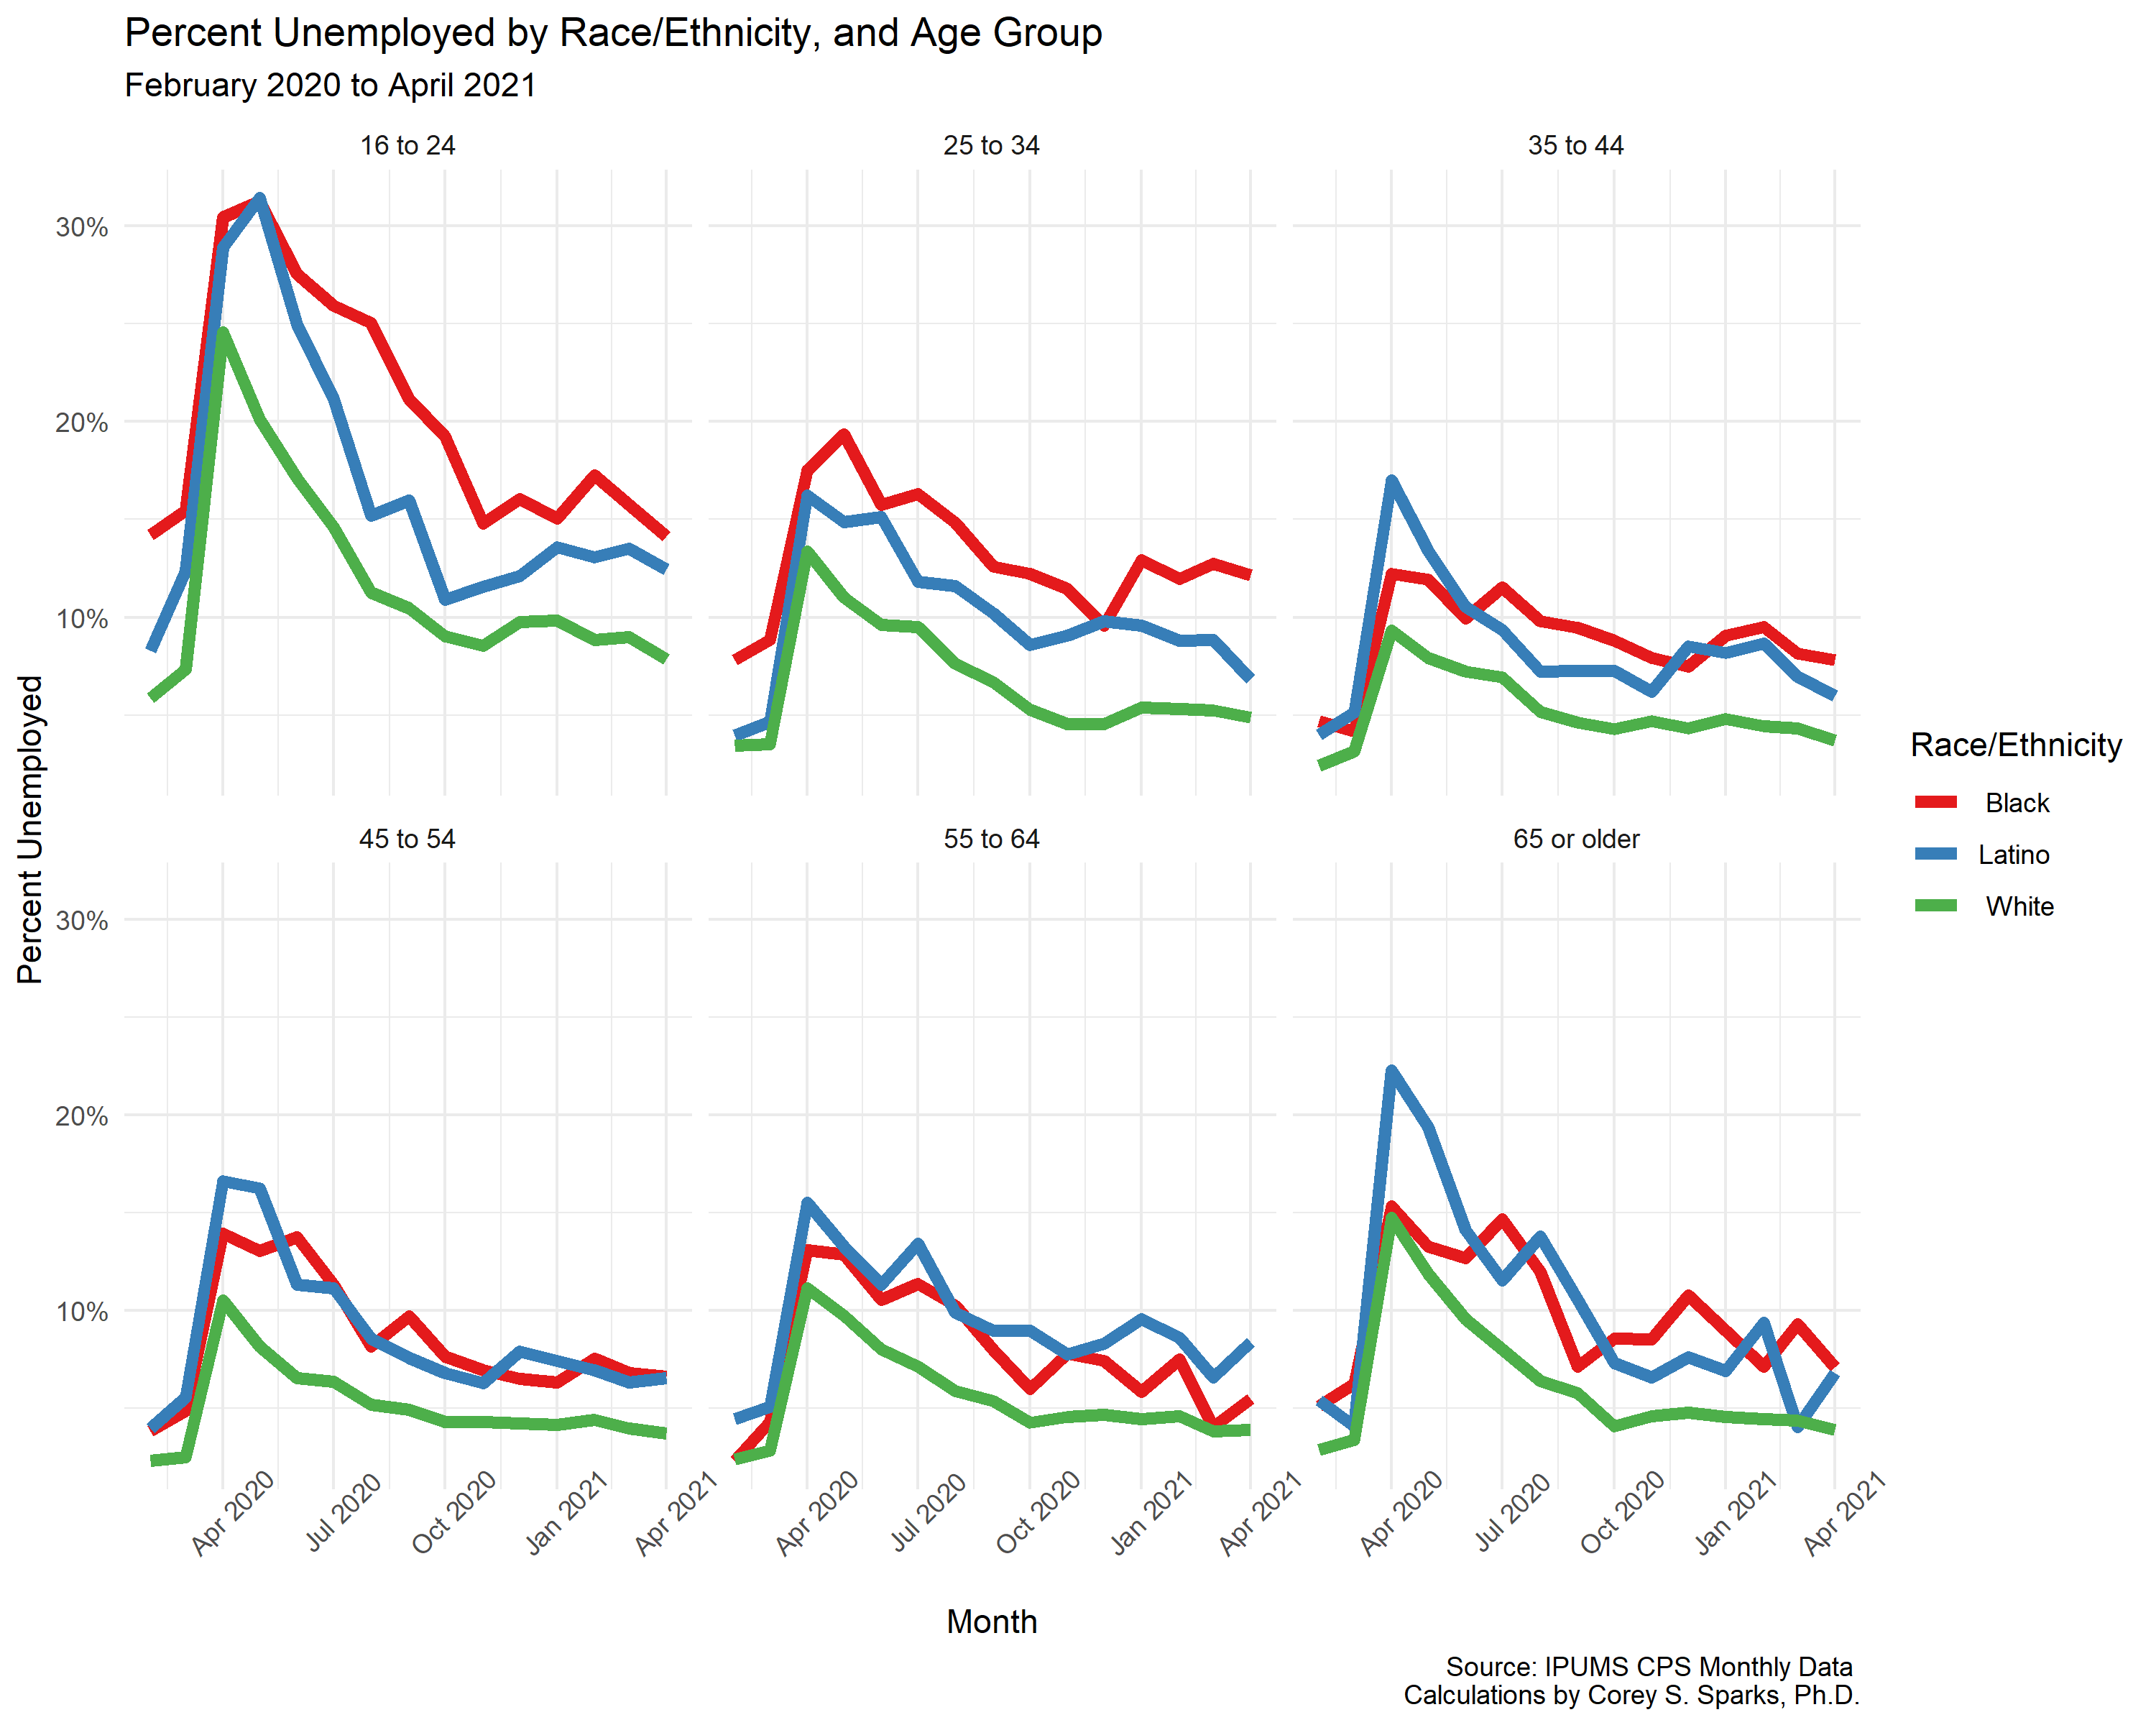 Percent Unemployed by Race/Ethnicity, and Age Group
February 2020 to April 2021
16 to 24
25 to 34
35 to 44
30%
20%
10%
45 to 54
55 to 64
65 or older
30%
20%
10%
Percent Unemployed
Apr 2020
Jul 2020
Oct 2020
Jan 2021
Apr 2021
Apr 2020
Jul 2020
Oct 2020
Jan 2021
Apr 2021
Apr 2020
Jul 2020
Oct 2020
Jan 2021
Apr 2021
Month
Race/Ethnicity
Black
Latino
White
Source: IPUMS CPS Monthly Data
Calculations by Corey S. Sparks, Ph.D.